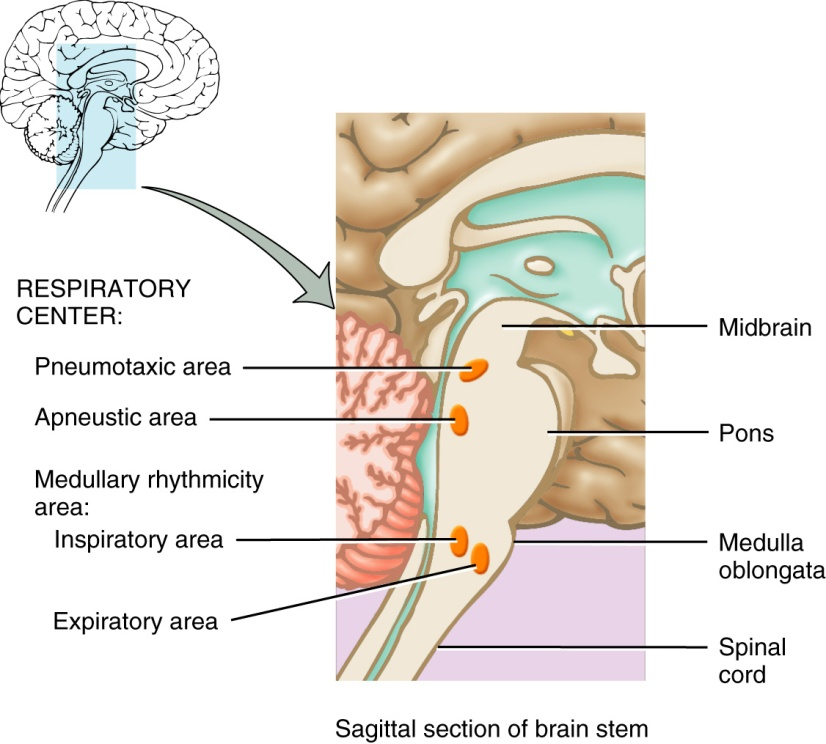 RESPIRATORY
CENTER:
Pneumotaxic area
Apneustic area
Medullary rhythmicity
area:
Inspiratory area
Expiratory area
Midbrain
Pons
Medulla
oblongata
Spinal
cord
Sagittal section of brain stem